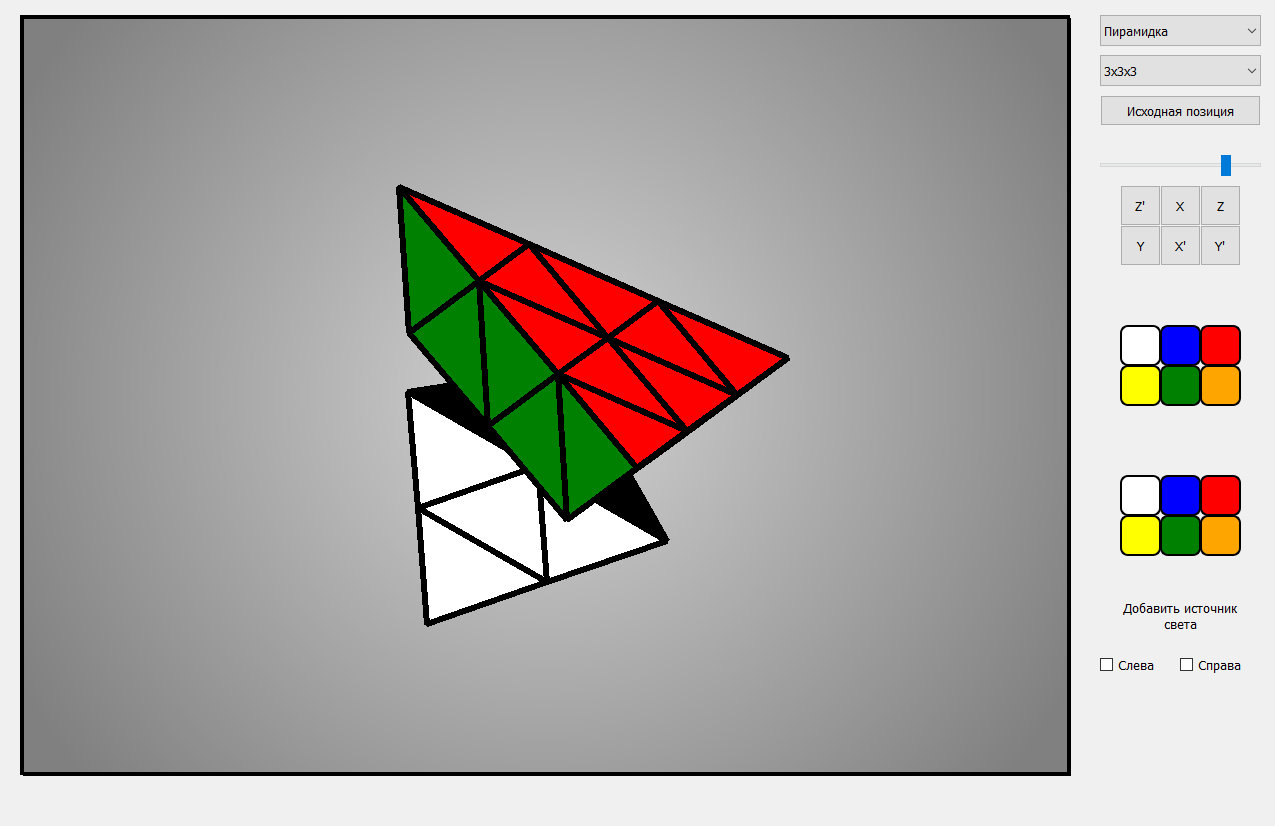 Пирамидка
3x3x3
Исходная позиция
Z' X Z
Y X' Y'
Добавить источник
света
Слева Справа